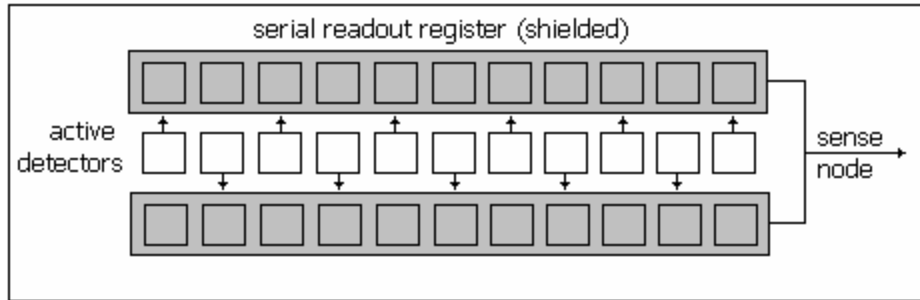 serial readout register (shielded)
active
detectors
sense
node